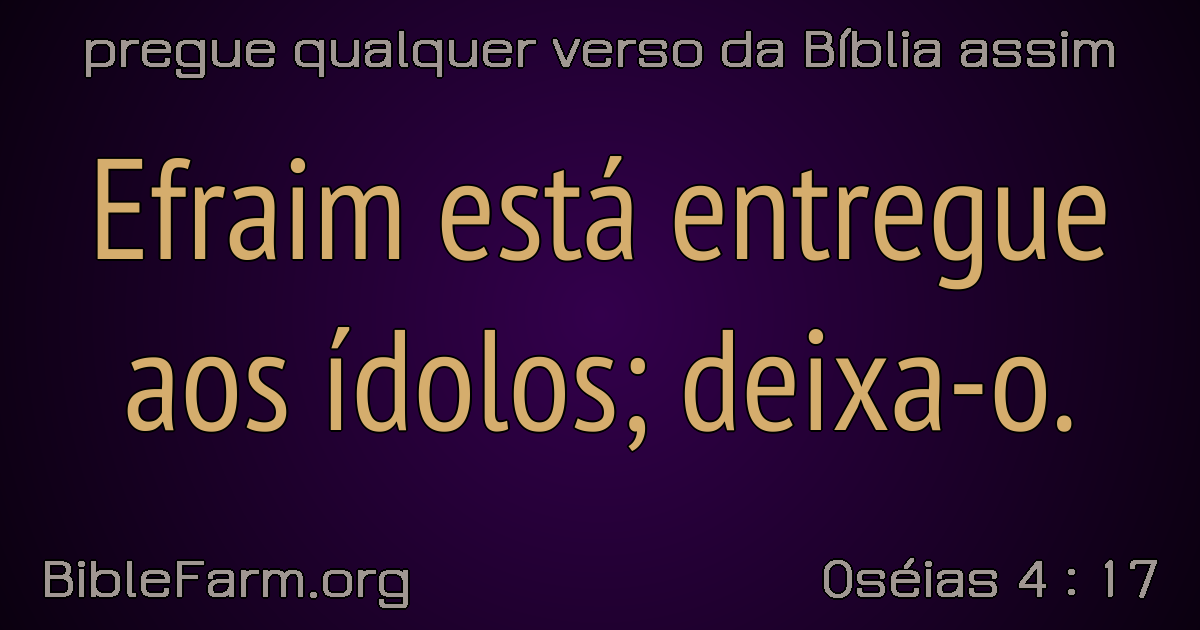 pregue qualquer verso da Bíblia assim
Efraim está entregue
aos ídolos; deixa-o.
BibleFarm.org
Oséias 4 : 17